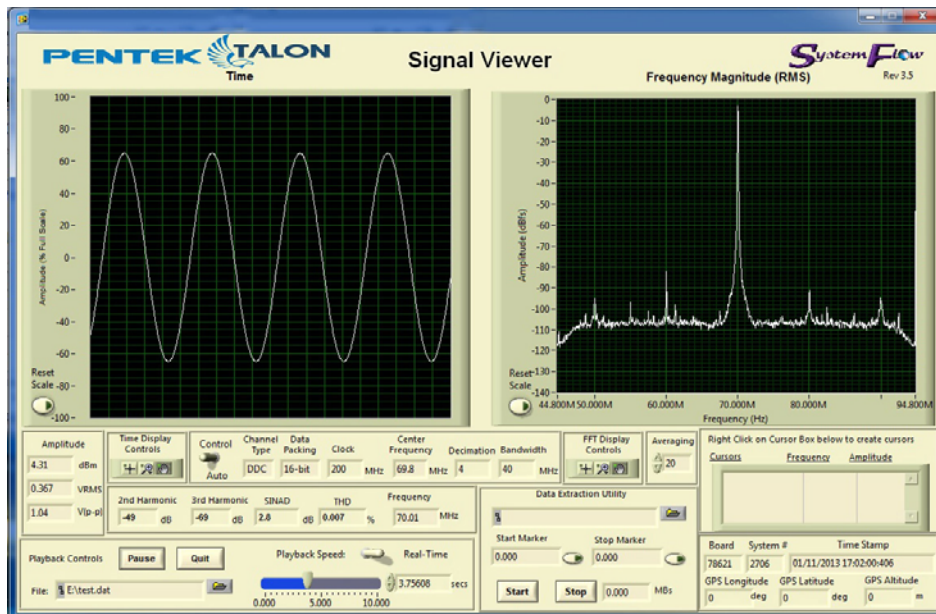 PENTEK TALON
Signal Viewer
SystemFlow
Rev 3.5
Time
Frequency Magnitude (RMS)
Amplitude (% Full Scale)
100
80
60
40
20
0
-20
-40
-60
-80
-100
Reset
Scale
Amplitude (dBfs)
0
-10
-20
-30
-40
-50
-60
-70
-80
-90
-100
-110
-120
-130
-140
Reset
Scale
44.800M 50.000M 60.000M 70.000M 80.000M 94.800M
Frequency (Hz)
Amplitude
4.31 dBm
0.367 VRMS
1.04 V(p-p)
Time Display
Controls
Control
Auto
Channel Type
DDC
Data Packing
16-bit
Clock
200 MHz
Center Frequency
69.8 MHz
Decimation
4
Bandwidth
40 MHz
FFT Display
Controls
Averaging
20
2nd Harmonic
-49 dB
3rd Harmonic
-69 dB
SINAD
2.8 dB
THD
0.007 %
Frequency
70.01 MHz
Right Click on Cursor Box below to create cursors
Cursors Frequency Amplitude
Data Extraction Utility
Start Marker
0.000
Stop Marker
0.000
Start Stop 0.000 MBs
Playback Controls Pause Quit
File: E:\test.dat
Playback Speed: Real-Time
0.000 5.000 10.000
3.75608 secs
Board System # Time Stamp
78621 2706 01/11/2013 17:02:00:406
GPS Longitude GPS Latitude GPS Altitude
0 deg 0 deg 0 m